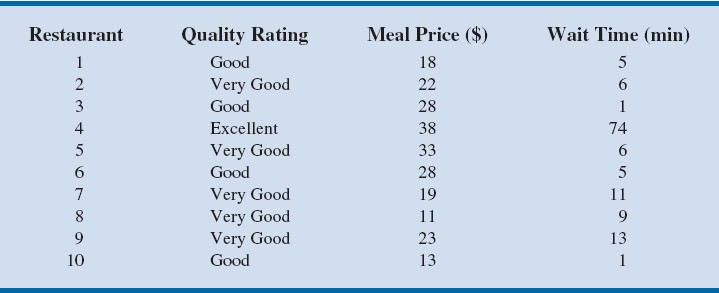 Restaurant Quality Rating Meal Price ($) Wait Time (min)
1 Good 18 5
2 Very Good 22 6
3 Good 28 1
4 Excellent 38 74
5 Very Good 33 6
6 Good 28 5
7 Very Good 19 11
8 Very Good 11 9
9 Very Good 23 13
10 Good 13 1